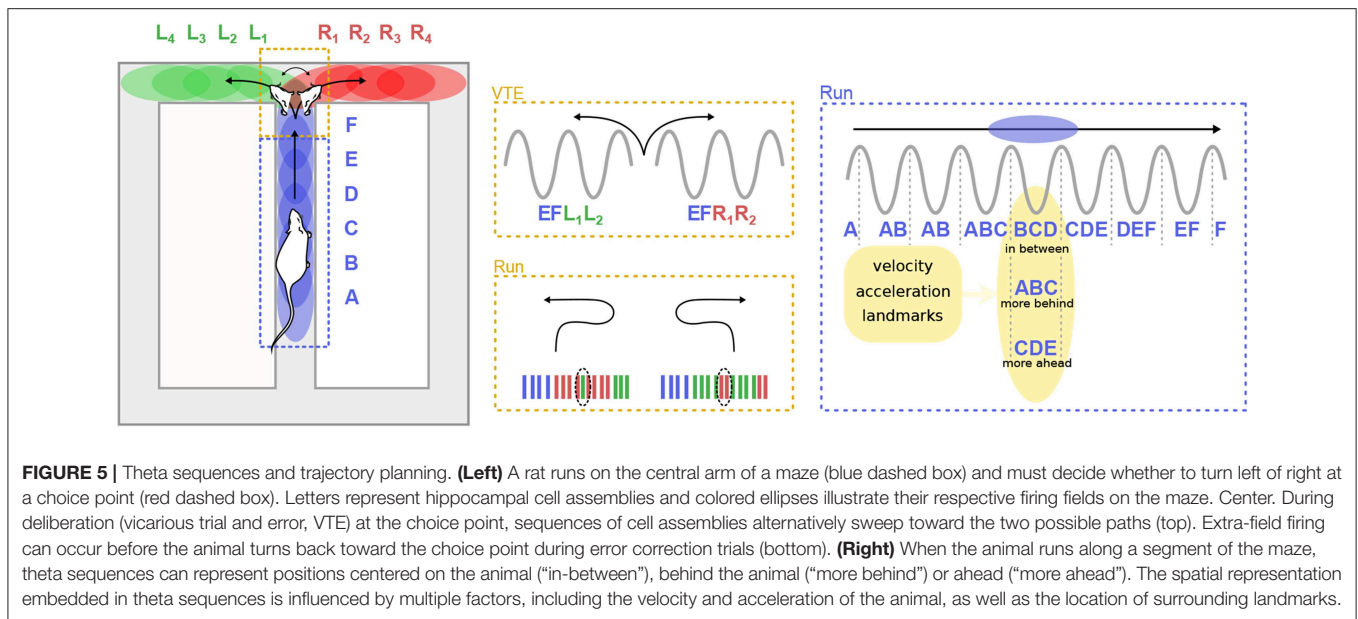 L4 L3 L2 L1 R1 R2 R3 R4
F
E
D
C
B
A
VTE
EFL1L2 EFR1R2
Run
Run
A AB AB ABC BCD CDE DEF EF F
in between
velocity
acceleration
landmarks
ABC
more behind
CDE
more ahead
FIGURE 5 | Theta sequences and trajectory planning. (Left) A rat runs on the central arm of a maze (blue dashed box) and must decide whether to turn left of right at
a choice point (red dashed box). Letters represent hippocampal cell assemblies and colored ellipses illustrate their respective firing fields on the maze. Center. During
deliberation (vicarious trial and error, VTE) at the choice point, sequences of cell assemblies alternatively sweep toward the two possible paths (top). Extra-field firing
can occur before the animal turns back toward the choice point during error correction trials (bottom). (Right) When the animal runs along a segment of the maze,
theta sequences can represent positions centered on the animal (“in-between”), behind the animal (“more behind”) or ahead (“more ahead”). The spatial representation
embedded in theta sequences is influenced by multiple factors, including the velocity and acceleration of the animal, as well as the location of surrounding landmarks.